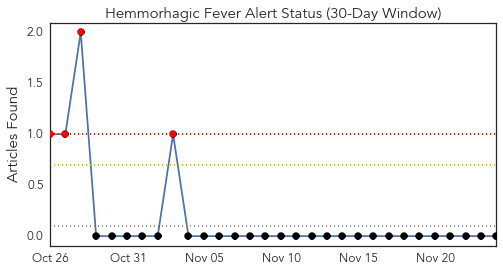 Hemmorhagic Fever Alert Status (30-Day Window)
Articles Found
2.0
1.5
1.0
0.5
0.0
Oct 26 Oct 31 Nov 05 Nov 10 Nov 15 Nov 20